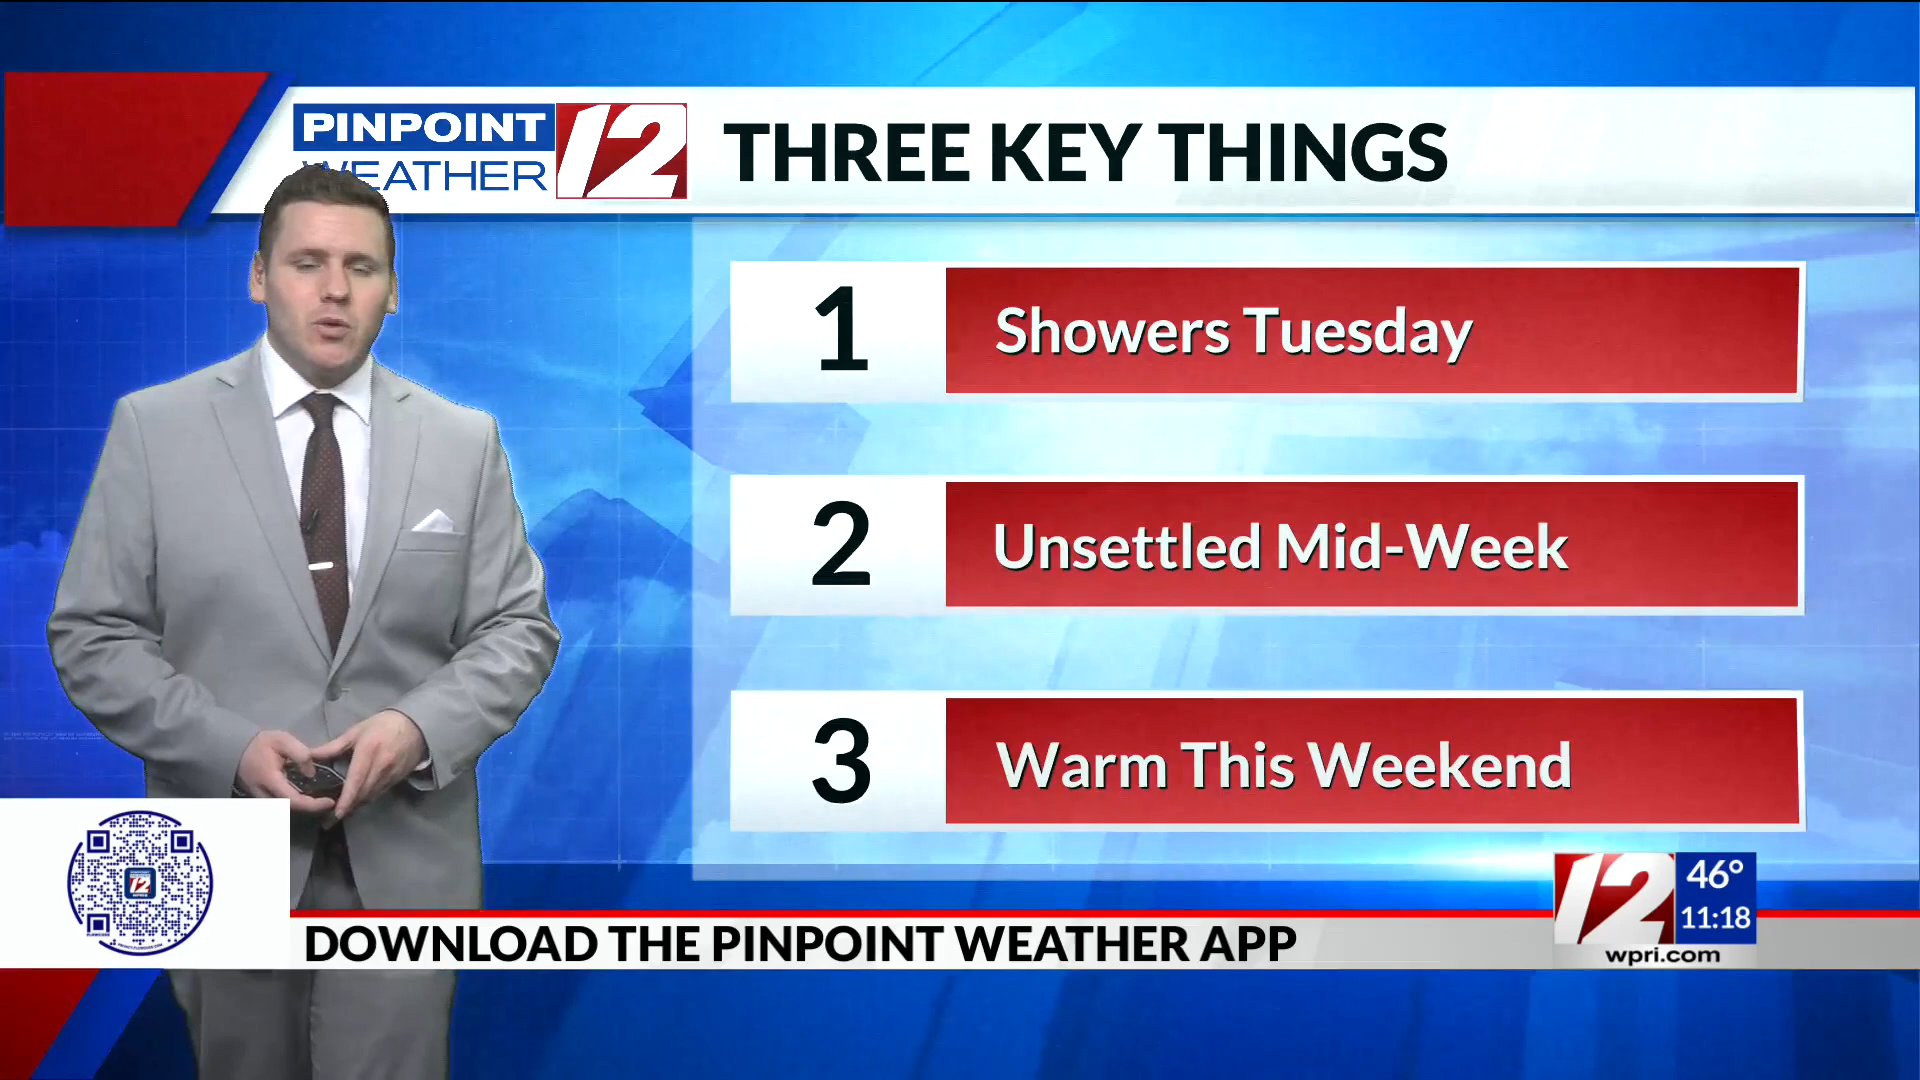 PINPOINT
WEATHER
12
THREE KEY THINGS
1
Showers Tuesday
2
Unsettled Mid-Week
3
Warm This Weekend
12
12
46°
11:18
wpri.com
DOWNLOAD THE PINPOINT WEATHER APP